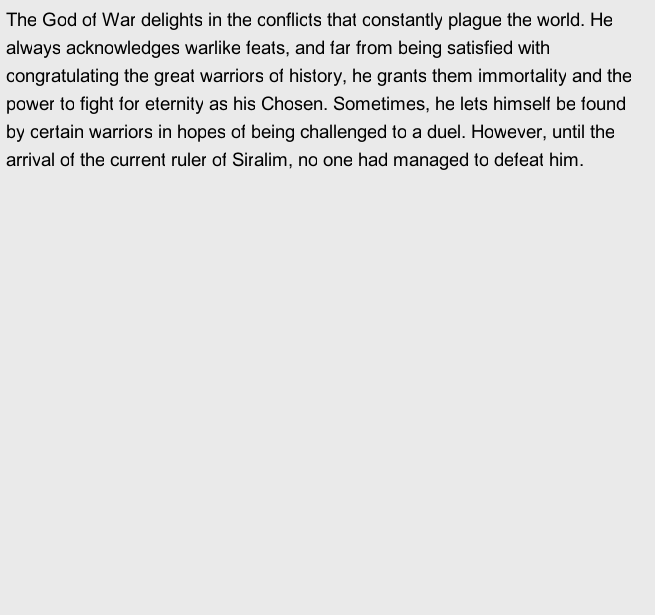 The God of War delights in the conflicts that constantly plague the world. He
always acknowledges warlike feats, and far from being satisfied with
congratulating the great warriors of history, he grants them immortality and the
power to fight for eternity as his Chosen. Sometimes, he lets himself be found
by certain warriors in hopes of being challenged to a duel. However, until the
arrival of the current ruler of Siralim, no one had managed to defeat him.